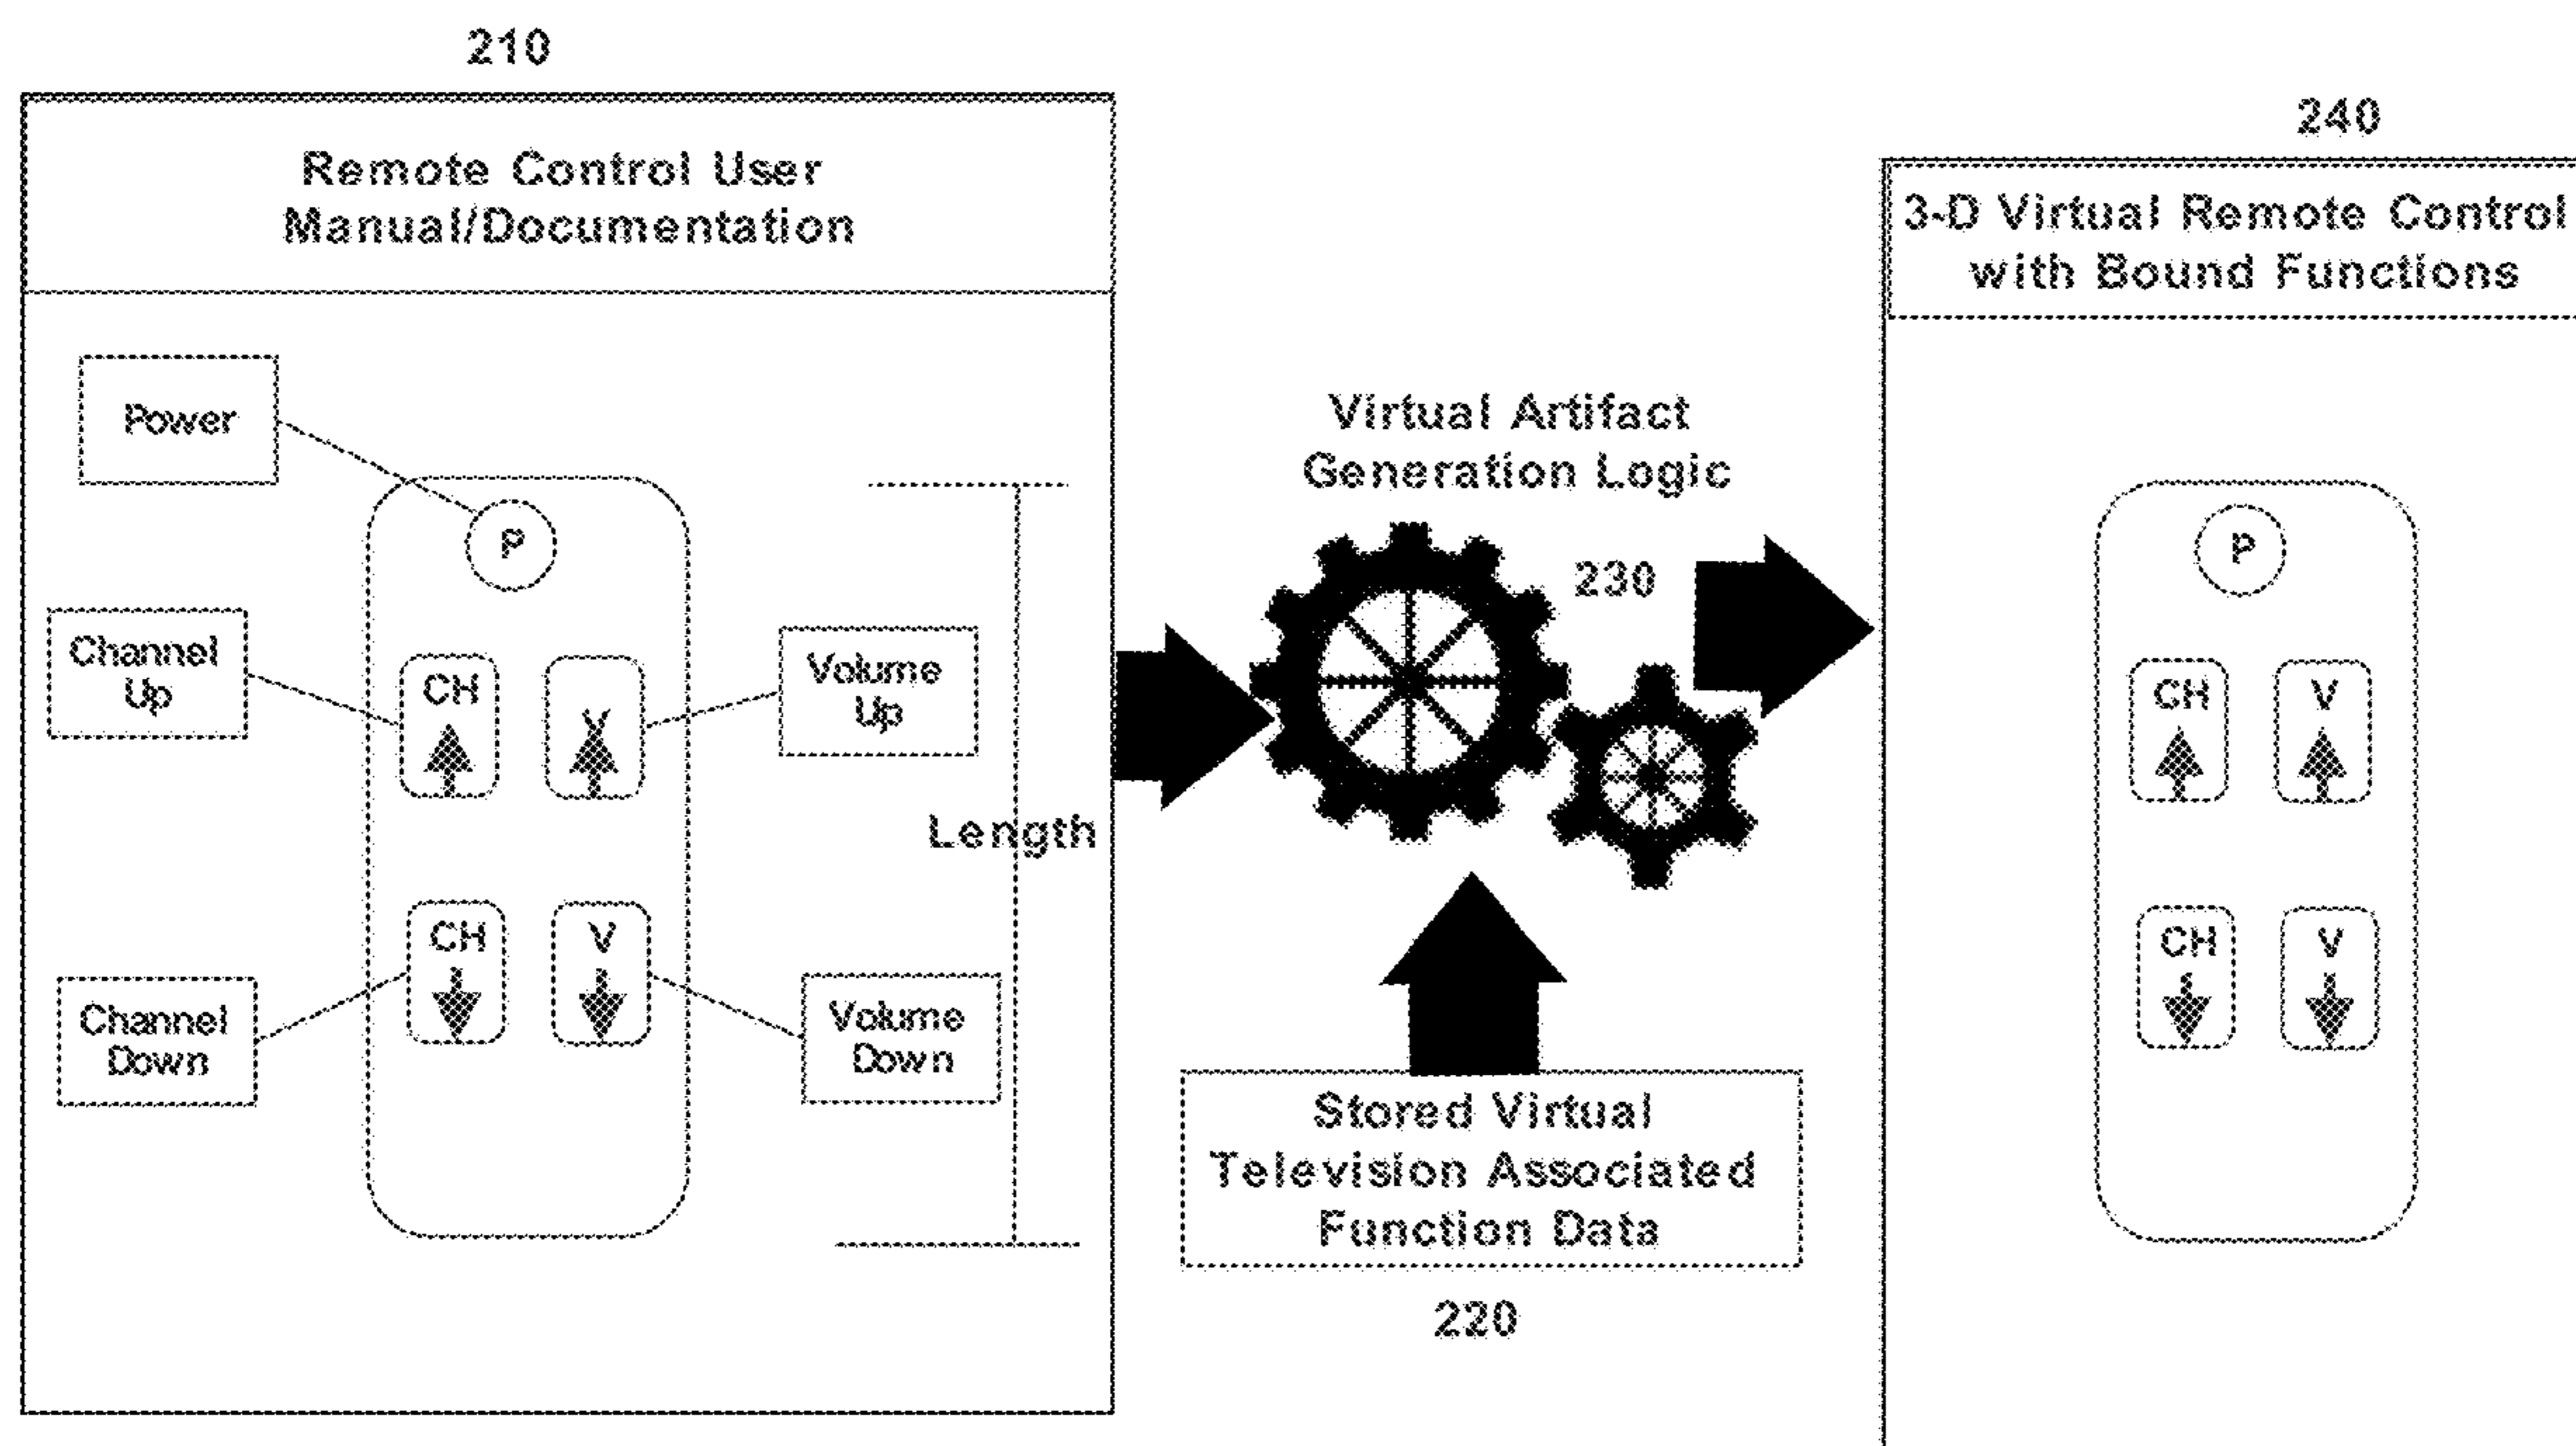 210
Remote Control User
Manual/Documentation
Power
P
Channel
Up
CH
V
Volume
Up
Length
Channel
Down
CH
V
Volume
Down
Virtual Artifact
Generation Logic
230
Stored Virtual
Television Associated
Function Data
220
240
3-D Virtual Remote Control
with Bound Functions
P
CH
V
CH
V